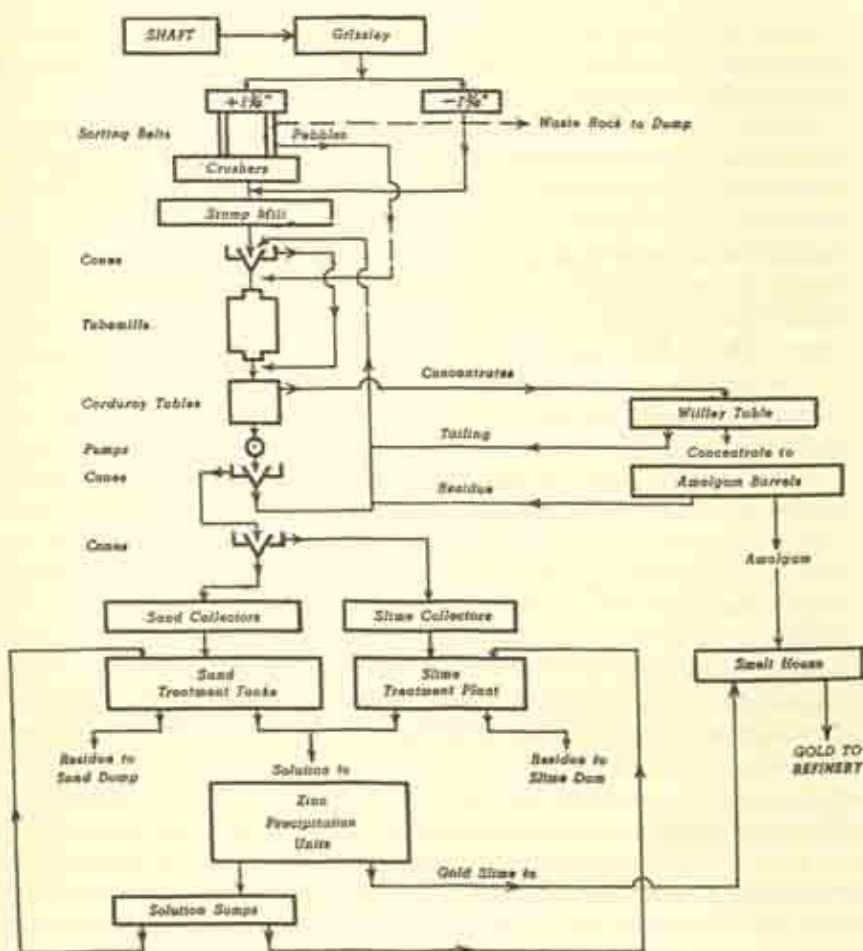 SHAFT
Grizzley
+1⅜"
-1⅜"
Sorting Belts
Pebbles
Waste Rock to Dump
Crushers
Stamp Mill
Cones
Tubemills
Concentrates
Corduroy Tables
Wilfley Table
Tailing
Concentrate to
Pumps
Cones
Residue
Amalgam Barrels
Cones
Amalgam
Sand Collectors
Slime Collectors
Sand
Treatment Tanks
Slime
Treatment Plant
Smelt House
Residue to
Sand Dump
Solution to
Residue to
Slime Dam
GOLD TO
REFINERY
Zinc
Precipitation
Units
Gold Slime to
Solution Sumps